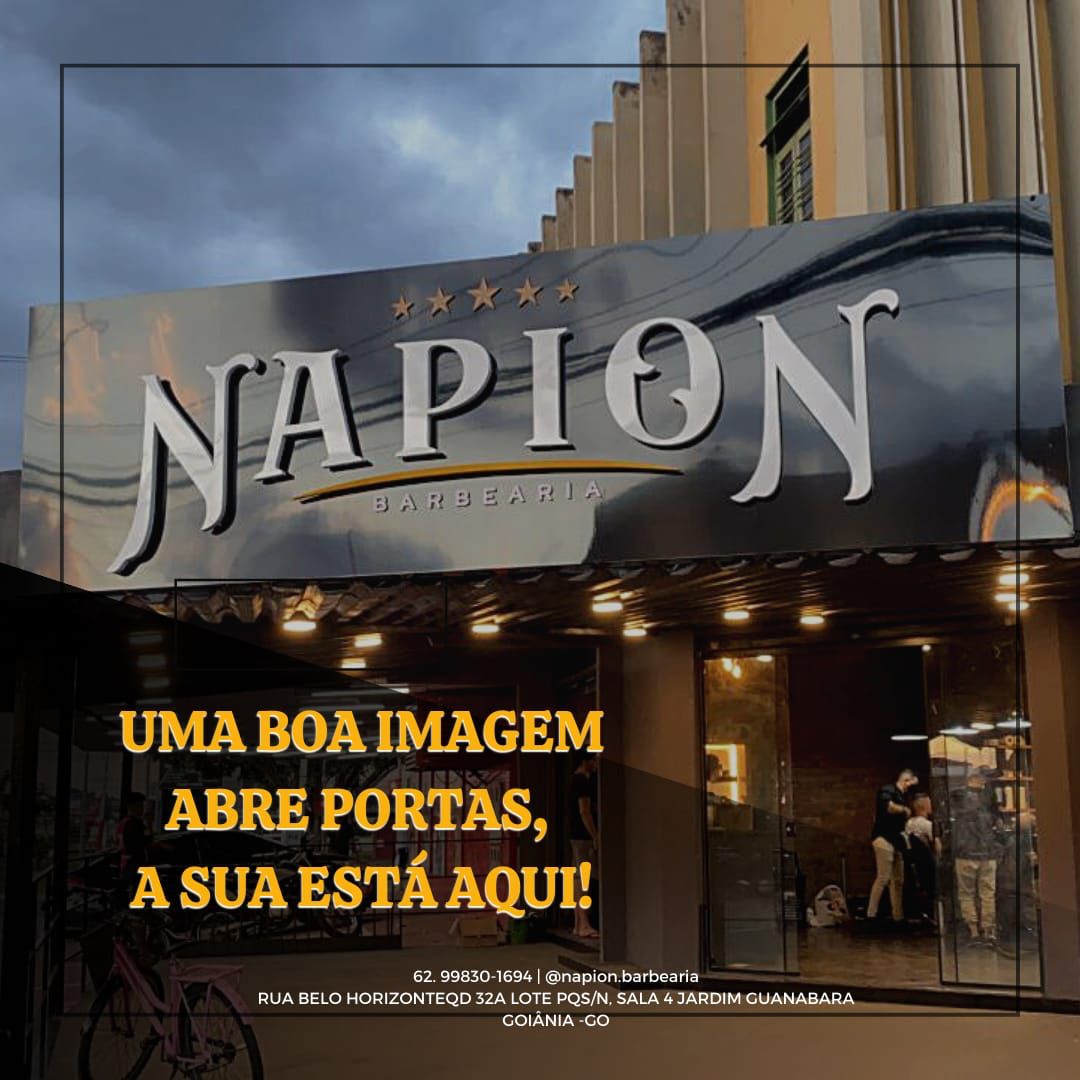 NAPION
BARBEARIA
UMA BOA IMAGEM
ABRE PORTAS,
A SUA ESTÁ AQUI!
62. 99830-1694 | @napion.barbearia
RUA BELO HORIZONTEQD 32A LOTE PQS/N, SALA 4 JARDIM GUANABARA
GOIÂNIA -GO